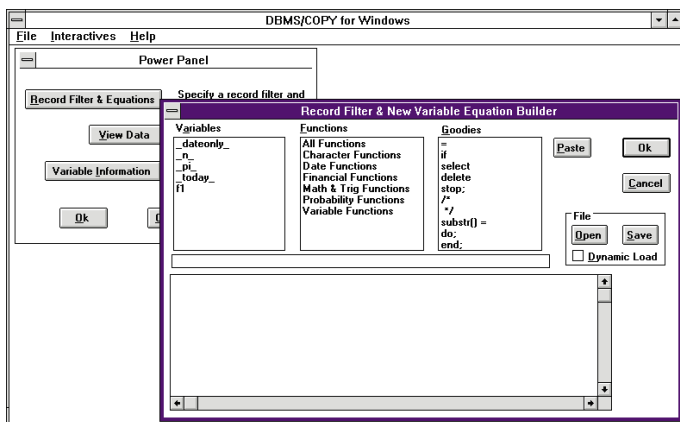 DBMS/COPY for Windows
File Interactives Help
Power Panel
Record Filter & Equations
Specify a record filter and
View Data
Variable Information
Ok
Record Filter & New Variable Equation Builder
Variables
_dateonly_
_n_
_pi_
_today_
f1
Functions
All Functions
Character Functions
Date Functions
Financial Functions
Math & Trig Functions
Probability Functions
Variable Functions
Goodies
=
if
select
delete
stop;
/*
*/
substr() =
do;
end;
Paste
Ok
Cancel
File
Open
Save
Dynamic Load